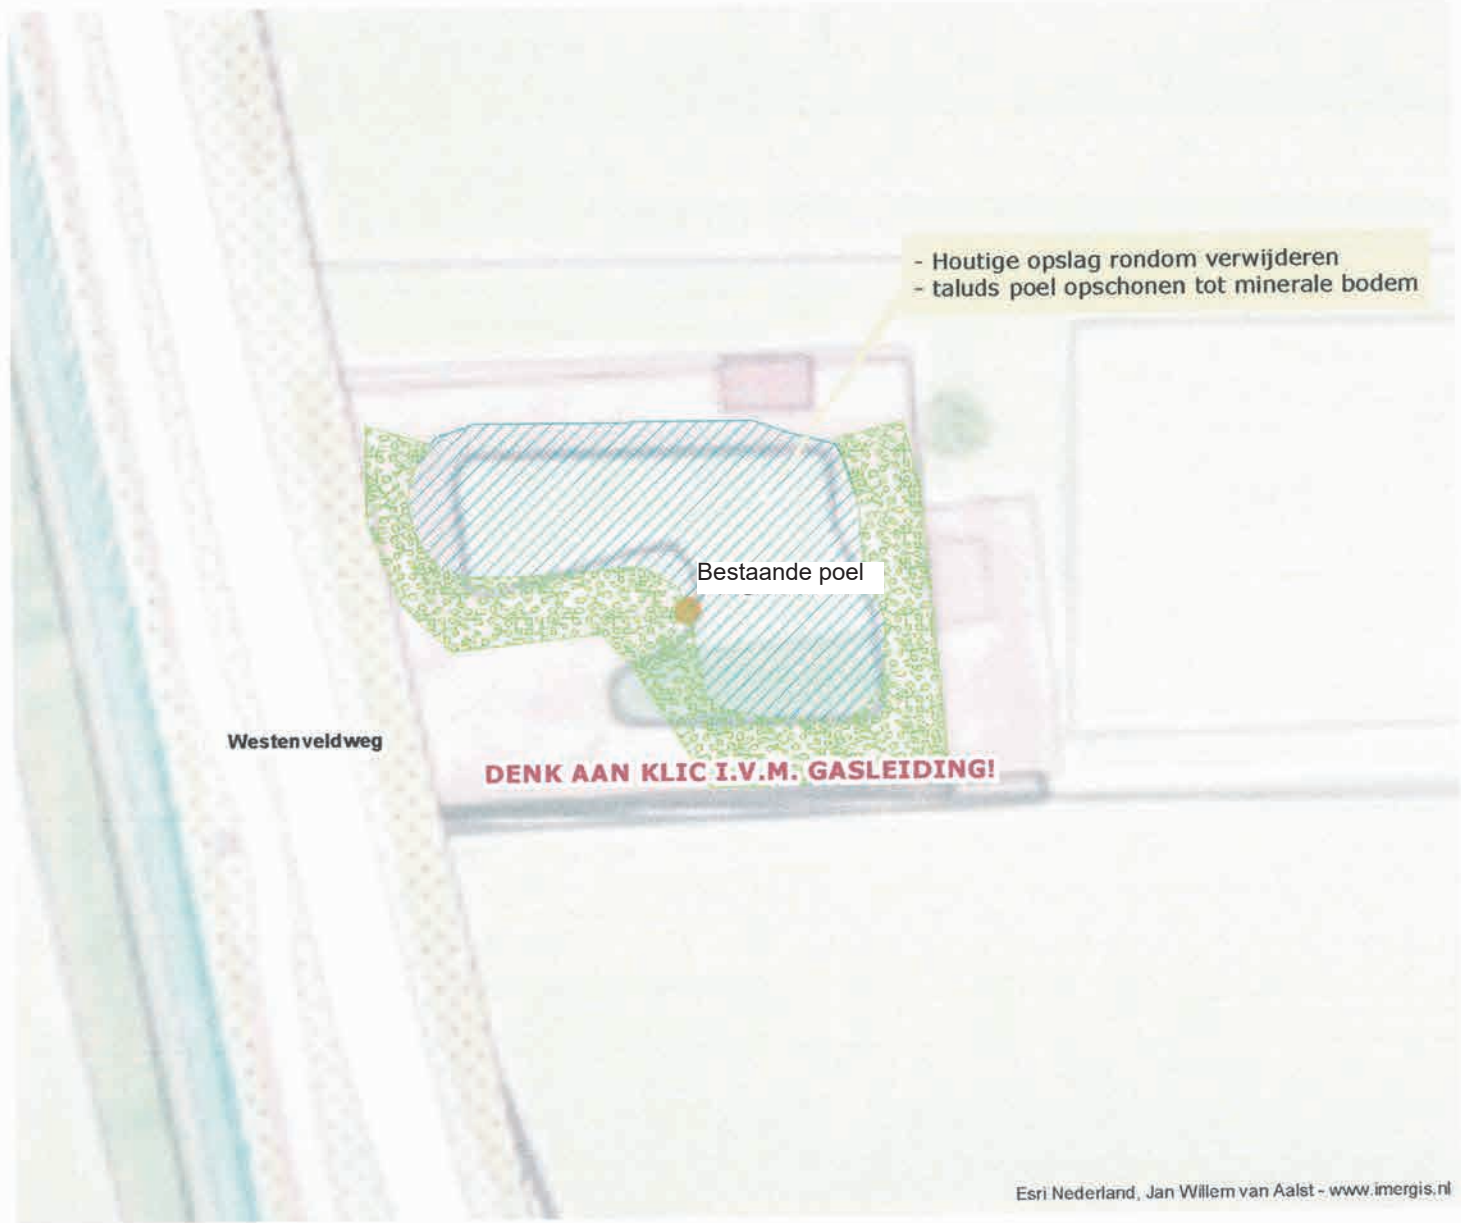 - Houtige opslag rondom verwijderen
- taluds poel opschonen tot minerale bodem
Bestaande poel
Westenveldweg
DENK AAN KLIC I.V.M. GASLEIDING!
Esri Nederland, Jan Willem van Aalst - www.imergis.nl